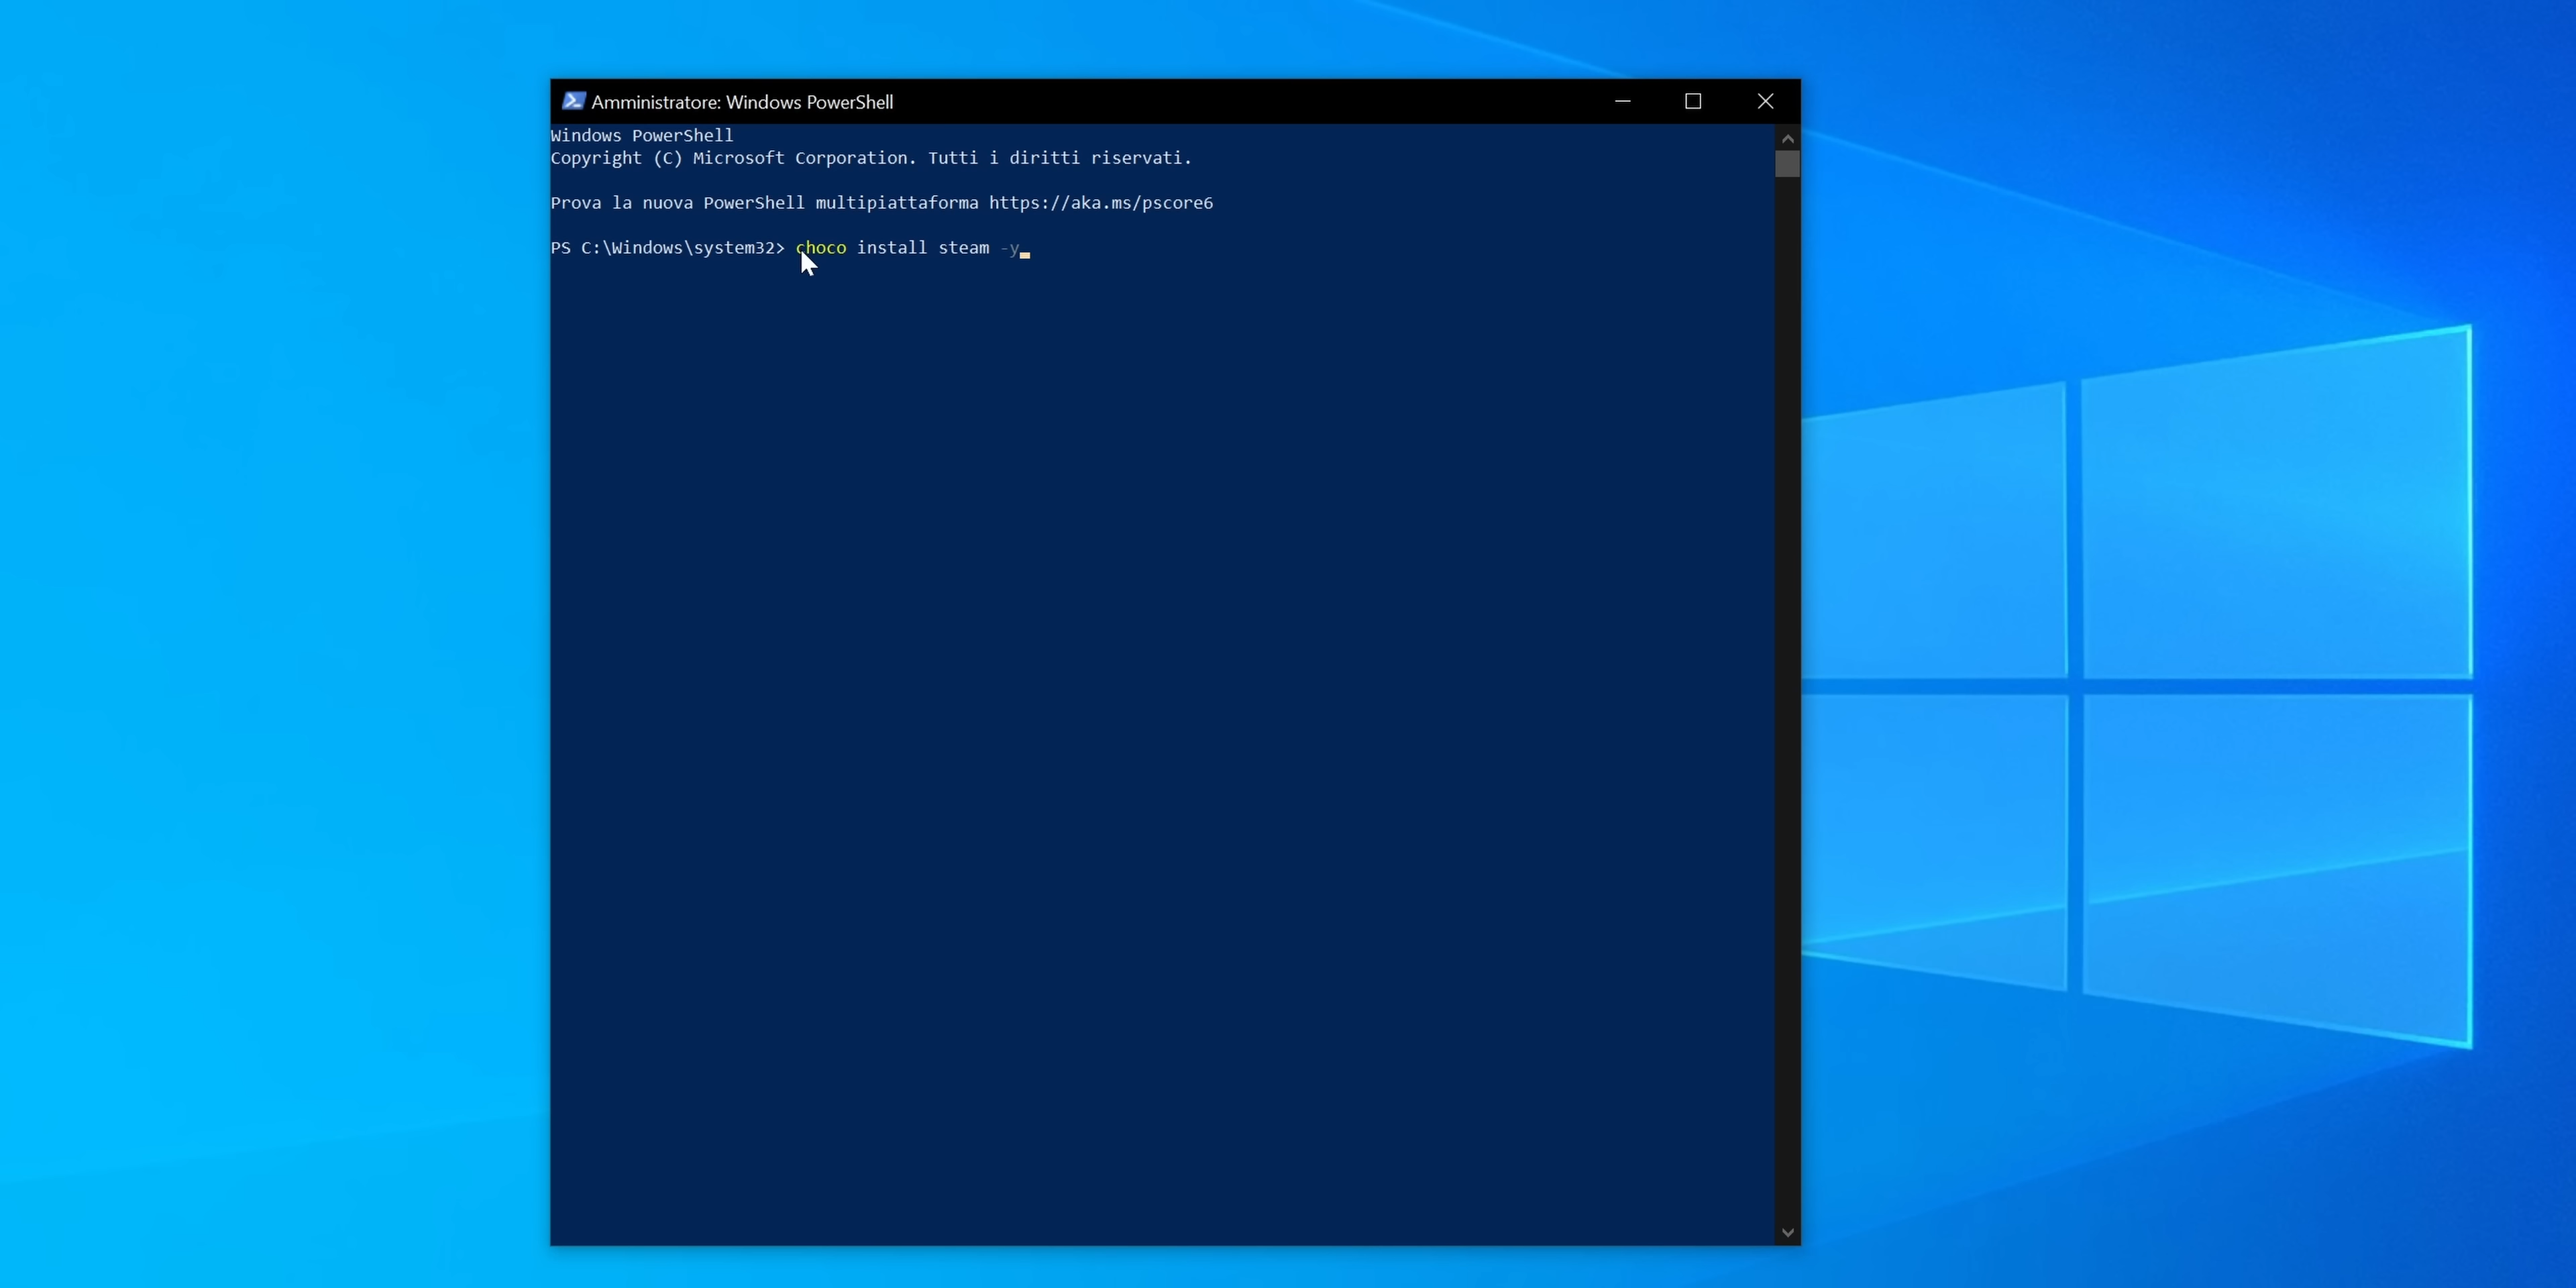 Amministratore: Windows PowerShell
Windows PowerShell
Copyright (C) Microsoft Corporation. Tutti i diritti riservati.
Prova la nuova PowerShell multipiattaforma https://aka.ms/pscore6
PS C:\Windows\system32> choco install steam -y